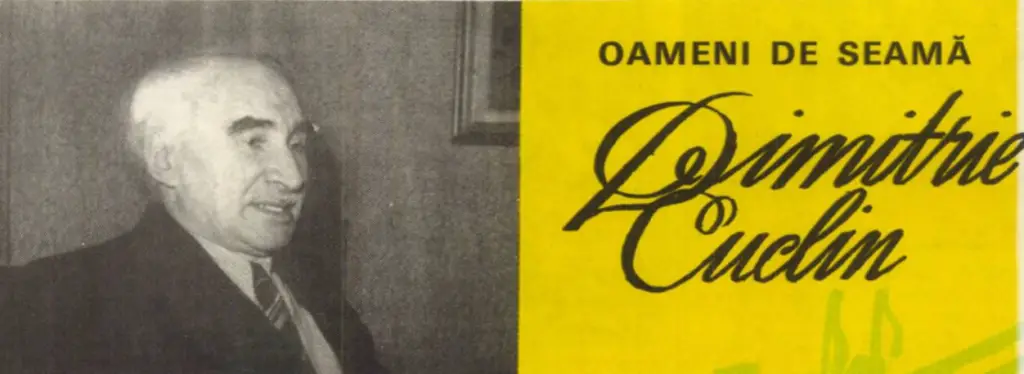 OAMENI DE SEAMĂ
Dimitrie
Cuclin